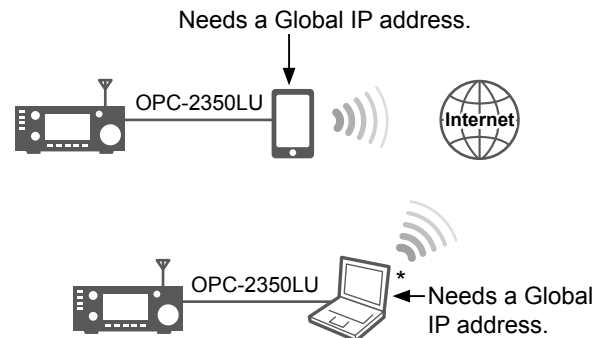 Needs a Global IP address.
OPC-2350LU
Internet
OPC-2350LU
*
Needs a Global
IP address.